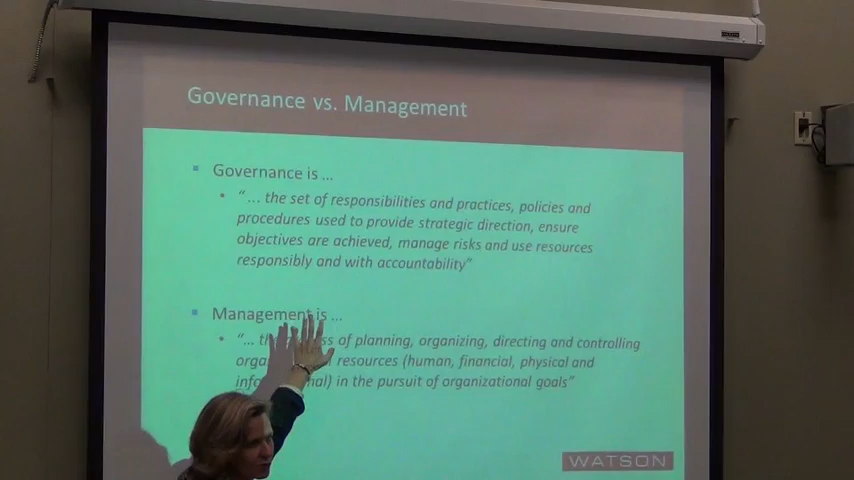 Governance vs. Management
Governance is ...
"... the set of responsibilities and practices, policies and
procedures used to provide strategic direction, ensure
objectives are achieved, manage risks and use resources
responsibly and with accountability"
Management is ...
"... of planning, organizing, directing and controlling
resources (human, financial, physical and
in the pursuit of organizational goals"
WATSON